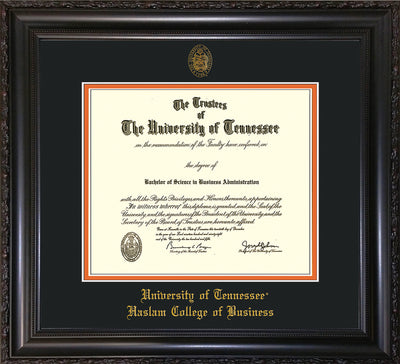 The Trustees
of
The University of Tennessee
on the recommendation of the Faculty have conferred on
the degree of
Bachelor of Science in Business Administration
with all the Rights, Privileges, and Honors thereunto appertaining
In witness whereof this diploma is granted and the Seal of the
University and the signatures of the President of the University and the
Secretary of the Board of Trustees are hereunto affixed
University of Tennessee®
Haslam College of Business